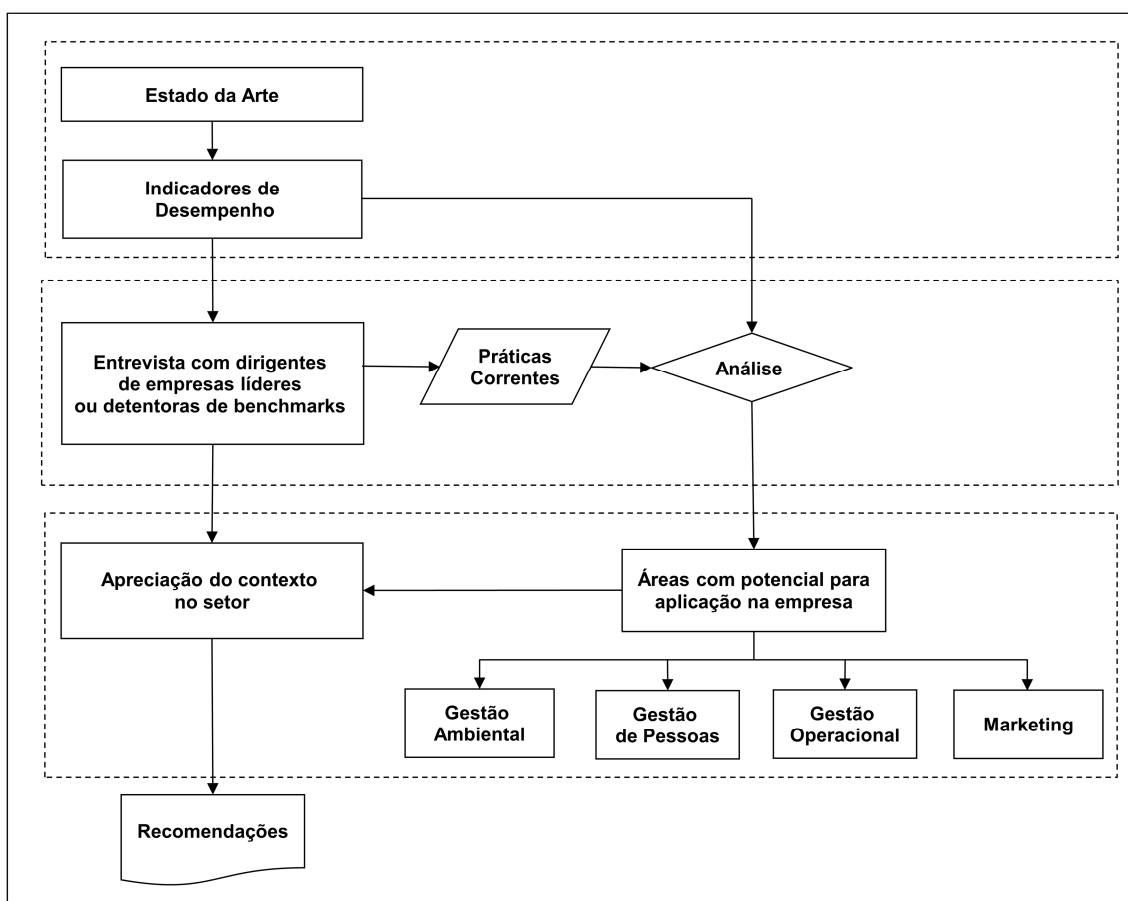 Estado da Arte
Indicadores de
Desempenho
Entrevista com dirigentes
de empresas líderes
ou detentoras de benchmarks
Práticas
Correntes
Análise
Apreciação do contexto
no setor
Áreas com potencial para
aplicação na empresa
Gestão
Ambiental
Gestão
de Pessoas
Gestão
Operacional
Marketing
Recomendações